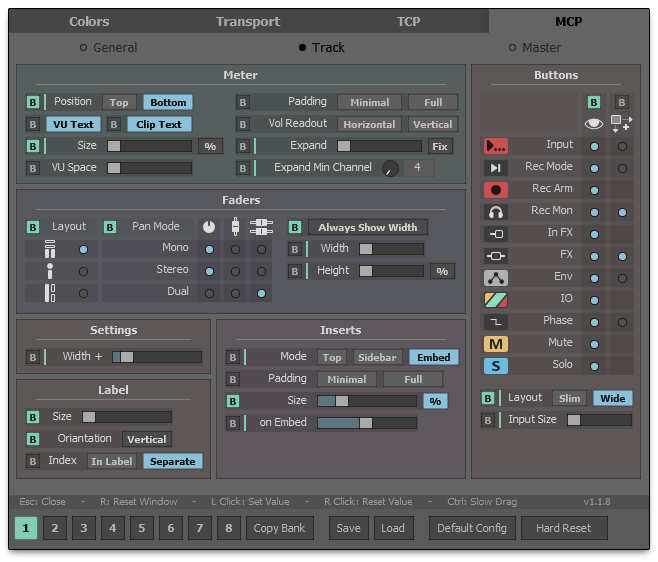 Colors Transport TCP MCP
General Track Master
Meter
B Position Top Bottom B Padding Minimal Full
B VU Text B Clip Text B Vol Readout Horizontal Vertical
B Size % B Expand Fix
B VU Space B Expand Min Channel 4
Faders
B Layout B Pan Mode B Always Show Width
Mono B Width
Stereo B Height %
Dual
Settings
B Width +
Label
B Size
B Orientation Vertical
B Index In Label Separate
Inserts
B Mode Top Sidebar Embed
B Padding Minimal Full
B Size %
B on Embed
Buttons
B B
Input
Rec Mode
Rec Arm
Rec Mon
In FX
FX
Env
IO
Phase
M Mute
S Solo
B Layout Slim Wide
B Input Size
Esc: Close - R: Reset Window - L Click: Set Value - R Click: Reset Value - Ctrl: Slow Drag v1.1.8
1 2 3 4 5 6 7 8 Copy Bank Save Load Default Config Hard Reset